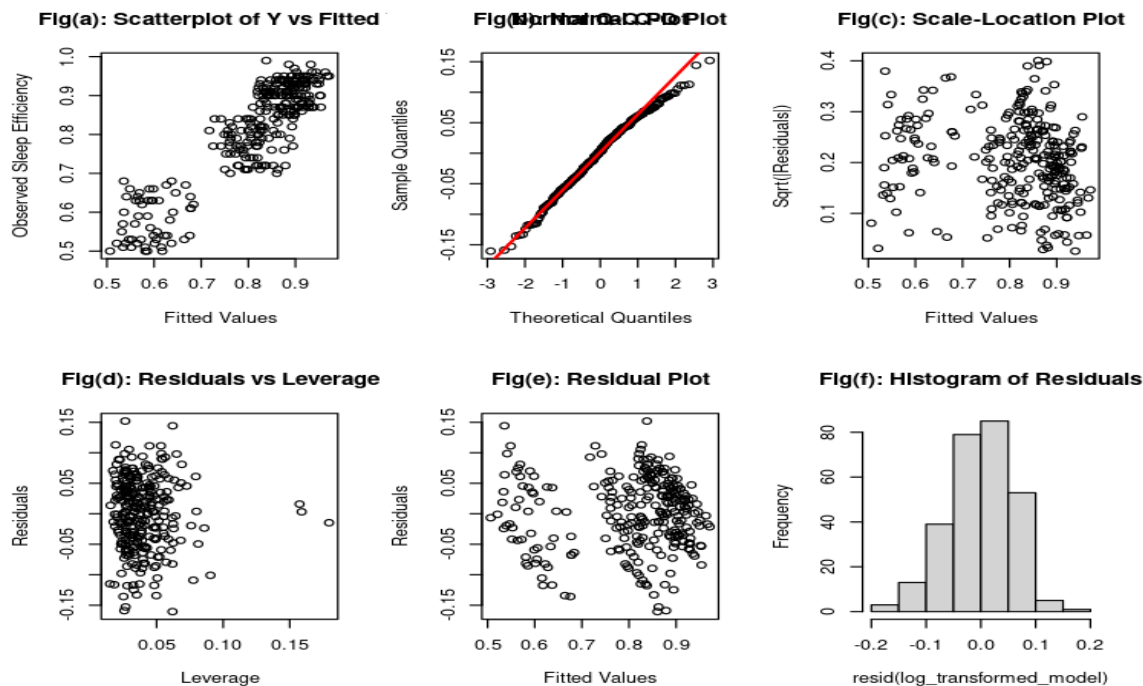 Fig(a): Scatterplot of Y vs Fitted
Observed Sleep Efficiency
1.0
0.9
0.8
0.7
0.6
0.5
0.5 0.6 0.7 0.8 0.9
Fitted Values
Plot
Sample Quantiles
0.15
0.05
-0.05
-0.15
-3 -2 -1 0 1 2 3
Theoretical Quantiles
Fig(c): Scale-Location Plot
Sqrt(|Residuals|)
0.4
0.3
0.2
0.1
0.5 0.6 0.7 0.8 0.9
Fitted Values
Fig(d): Residuals vs Leverage
Residuals
0.15
0.05
-0.05
-0.15
0.05 0.15
Leverage
Fig(e): Residual Plot
Residuals
0.15
0.05
-0.05
-0.15
0.5 0.6 0.7 0.8 0.9
Fitted Values
Fig(f): Histogram of Residuals
Frequency
80
60
40
20
0
-0.2 -0.1 0.0 0.1 0.2
resid(log_transformed_model)